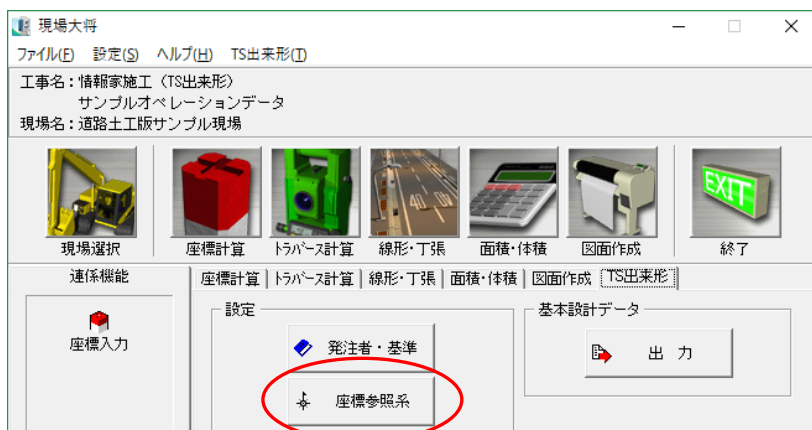 現場大将
ファイル(F) 設定(S) ヘルプ(H) TS出来形(T)
工事名:情報家施工（TS出来形）
サンプルオペレーションデータ
現場名:道路土工版サンプル現場
EXIT
現場選択 座標計算 トラバース計算 線形・丁張 面積・体積 図面作成 終了
連係機能 座標計算 トラバース計算 線形・丁張 面積・体積 図面作成 TS出来形
設定 基本設計データ
座標入力 発注者・基準 出 力
座標参照系